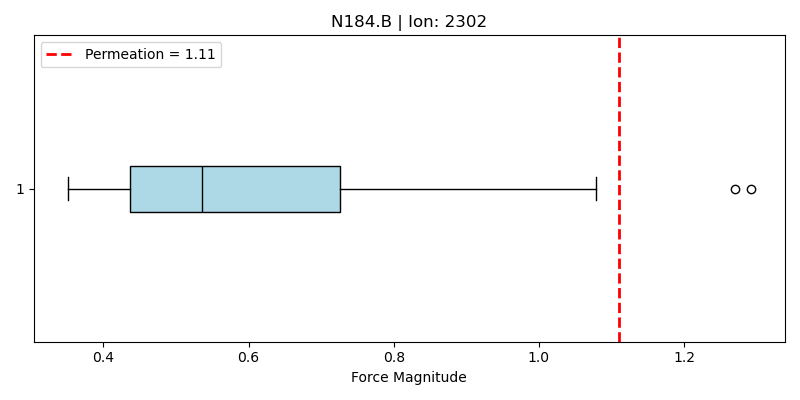 N184.B | Ion: 2302
Permeation = 1.11
1
0.4 0.6 0.8 1.0 1.2
Force Magnitude